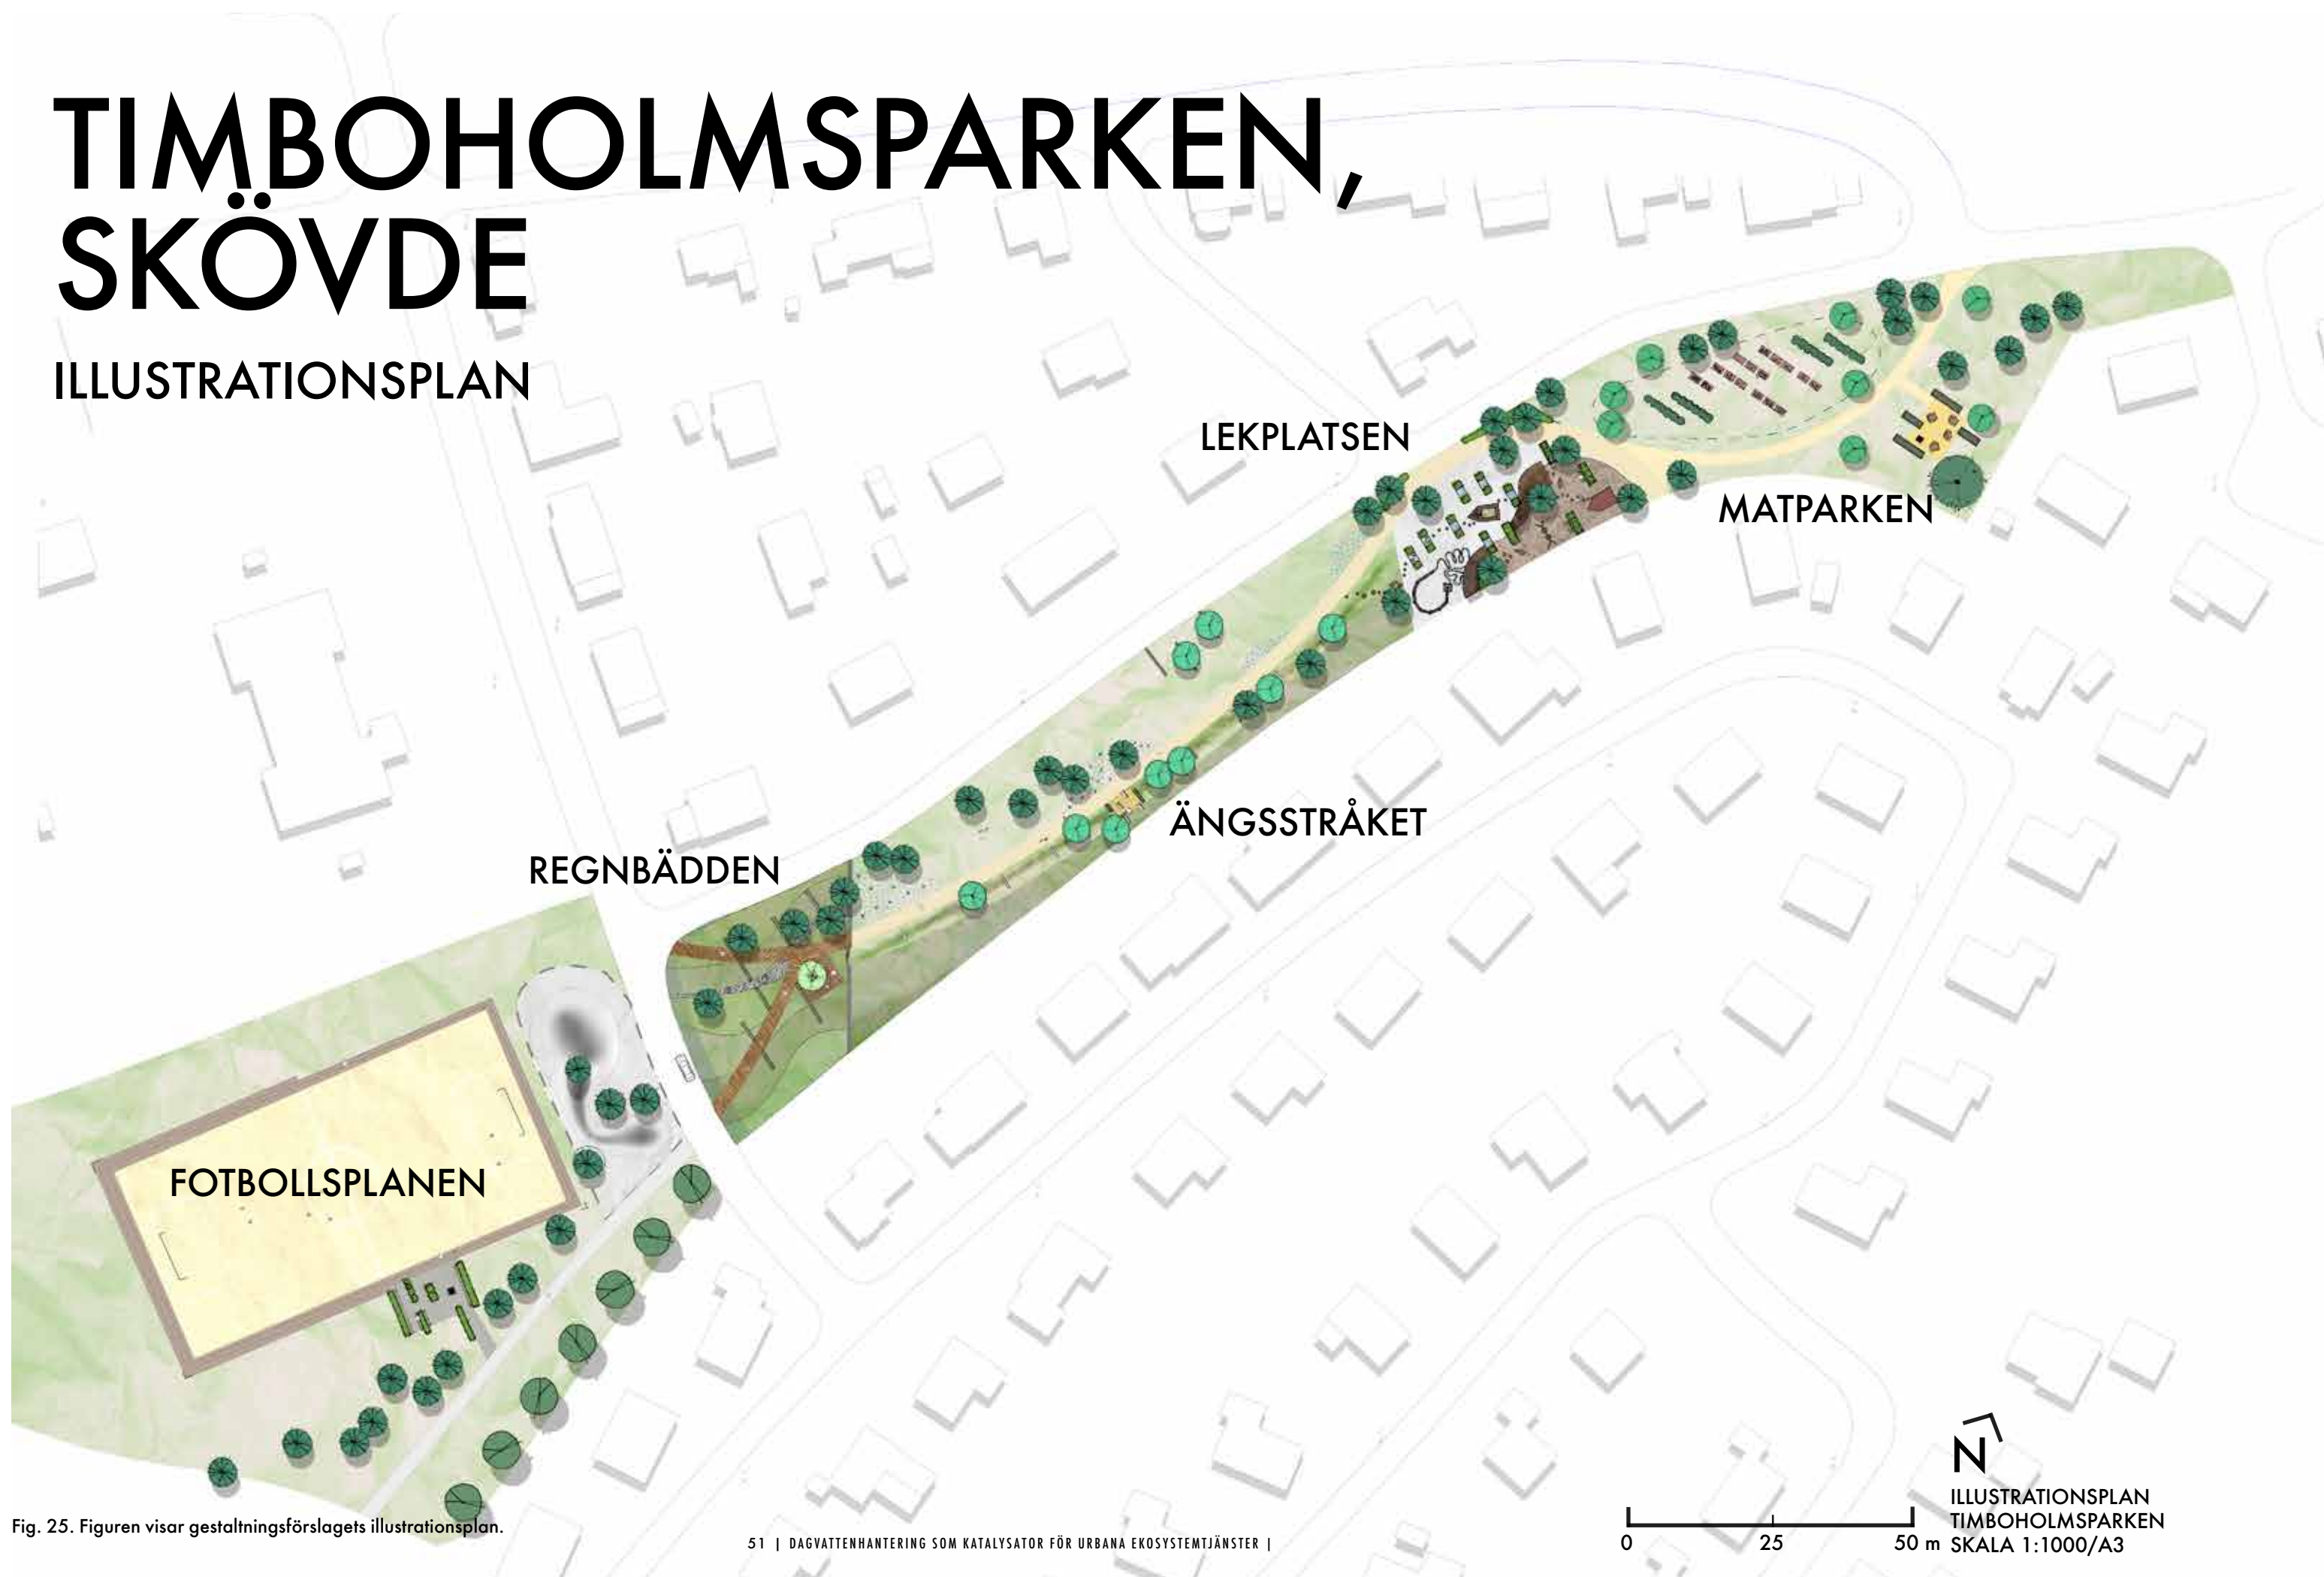 TIMBOHOLMSPARKEN,
SKÖVDE
ILLUSTRATIONSPLAN
LEKPLATSEN
MATPARKEN
ÄNGSSTRÅKET
REGNBÄDDEN
FOTBOLLSPLANEN
N
ILLUSTRATIONSPLAN
TIMBOHOLMSPARKEN
SKALA 1:1000/A3
0 25 50 m
Fig. 25. Figuren visar gestaltningsförslagets illustrationsplan.
51 | DAGVATTENHANTERING SOM KATALYSATOR FÖR URBANA EKOSYSTEMTJÄNSTER |